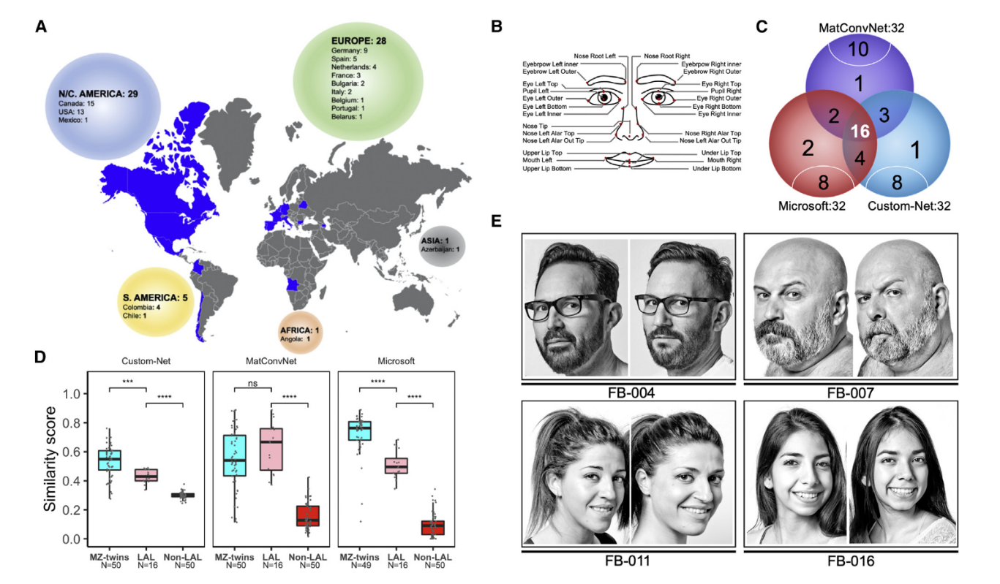 A
N/C. AMERICA: 29
Canada: 15
USA: 13
Mexico: 1
EUROPE: 28
Germany: 9
Spain: 5
Netherlands: 4
France: 3
Bulgaria: 2
Italy: 2
Belgium: 1
Portugal: 1
Belarus: 1
ASIA: 1
Azerbaijan: 1
S. AMERICA: 5
Colombia: 4
Chile: 1
AFRICA: 1
Angola: 1
B
Nose Root Left
Nose Root Right
Eyebrpow Left inner
Eyebrow Left Outer
Eyebrpow Right inner
Eyebrow Right Outer
Eye Left Top
Pupil Left
Eye Left Outer
Eye Left Bottom
Eye Left Inner
Eye Right Top
Pupil Right
Eye Right Outer
Eye Right Bottom
Eye Right Inner
Nose Tip
Nose Left Alar Top
Nose Left Alar Out Tip
Nose Right Alar Top
Nose Left Alar Out Tip
Upper Lip Top
Mouth Left
Upper Lip Bottom
Under Lip Top
Mouth Right
Under Lip Bottom
C
MatConvNet:32
10
1
2
3
16
2
4
1
8
8
Microsoft:32
Custom-Net:32
D
Custom-Net
MatConvNet
Microsoft
Similarity score
1.0
0.8
0.6
0.4
0.2
0.0
***
****
ns
****
****
****
MZ-twins
N=50
LAL
N=16
Non-LAL
N=50
MZ-twins
N=50
LAL
N=16
Non-LAL
N=50
MZ-twins
N=49
LAL
N=16
Non-LAL
N=50
E
FB-004
FB-007
FB-011
FB-016